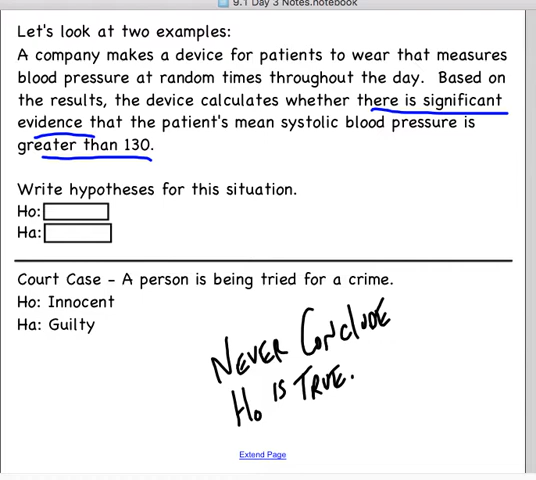 9.1 Day 3 Notes.notebook
Let's look at two examples:
A company makes a device for patients to wear that measures
blood pressure at random times throughout the day. Based on
the results, the device calculates whether there is significant
evidence that the patient's mean systolic blood pressure is
greater than 130.
Write hypotheses for this situation.
Ho:
Ha:
Court Case - A person is being tried for a crime.
Ho: Innocent
Ha: Guilty
NEVER CONCLUDE
Ho IS TRUE.
Extend Page